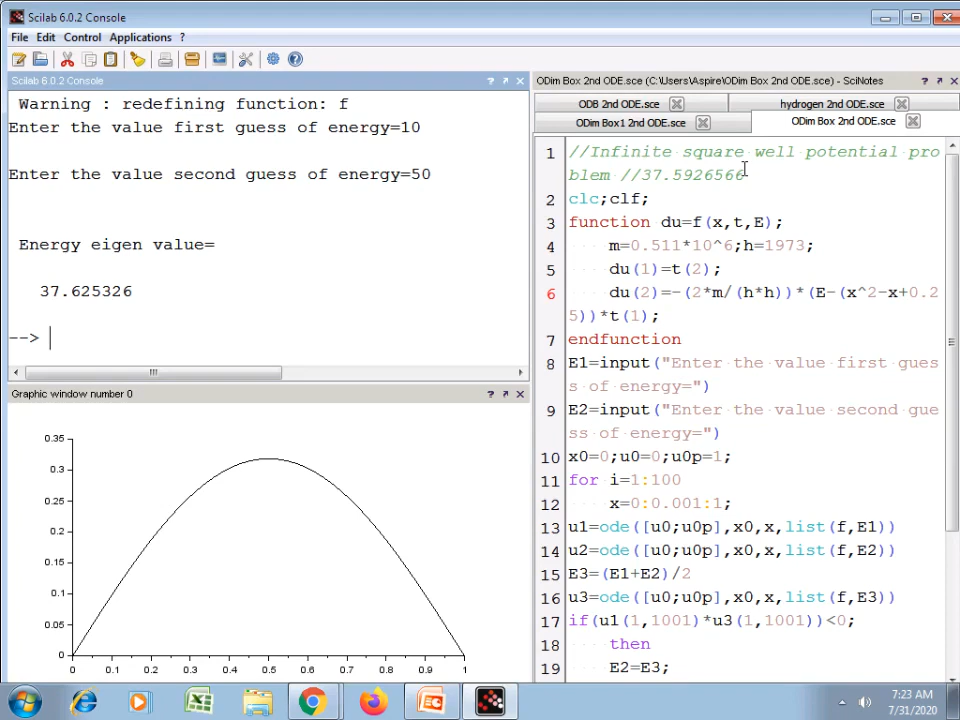 Scilab 6.0.2 Console
File Edit Control Applications ?
Scilab 6.0.2 Console
Warning : redefining function: f
Enter the value first guess of energy=10
Enter the value second guess of energy=50
Energy eigen value=
37.625326
-->
Graphic window number 0
0.35
0.3
0.25
0.2
0.15
0.1
0.05
0
0 0.1 0.2 0.3 0.4 0.5 0.6 0.7 0.8 0.9 1
ODim Box 2nd ODE.sce (C:\Users\Aspire\ODim Box 2nd ODE.sce) - SciNotes
ODB 2nd ODE.sce hydrogen 2nd ODE.sce
ODim Box1 2nd ODE.sce ODim Box 2nd ODE.sce
1 //Infinite square well potential pro
blem //37.5926566
2 clc;clf;
3 function du=f(x,t,E);
4 m=0.511*10^6;h=1973;
5 du(1)=t(2);
6 du(2)=-(2*m/(h*h))*(E-(x^2-x+0.2
5))*t(1);
7 endfunction
8 E1=input("Enter the value first gues
s of energy=")
9 E2=input("Enter the value second gue
ss of energy=")
10 x0=0;u0=0;u0p=1;
11 for i=1:100
12 x=0:0.001:1;
13 u1=ode([u0;u0p],x0,x,list(f,E1))
14 u2=ode([u0;u0p],x0,x,list(f,E2))
15 E3=(E1+E2)/2
16 u3=ode([u0;u0p],x0,x,list(f,E3))
17 if(u1(1,1001)*u3(1,1001))<0;
18 then
19 E2=E3;
7:23 AM
7/31/2020